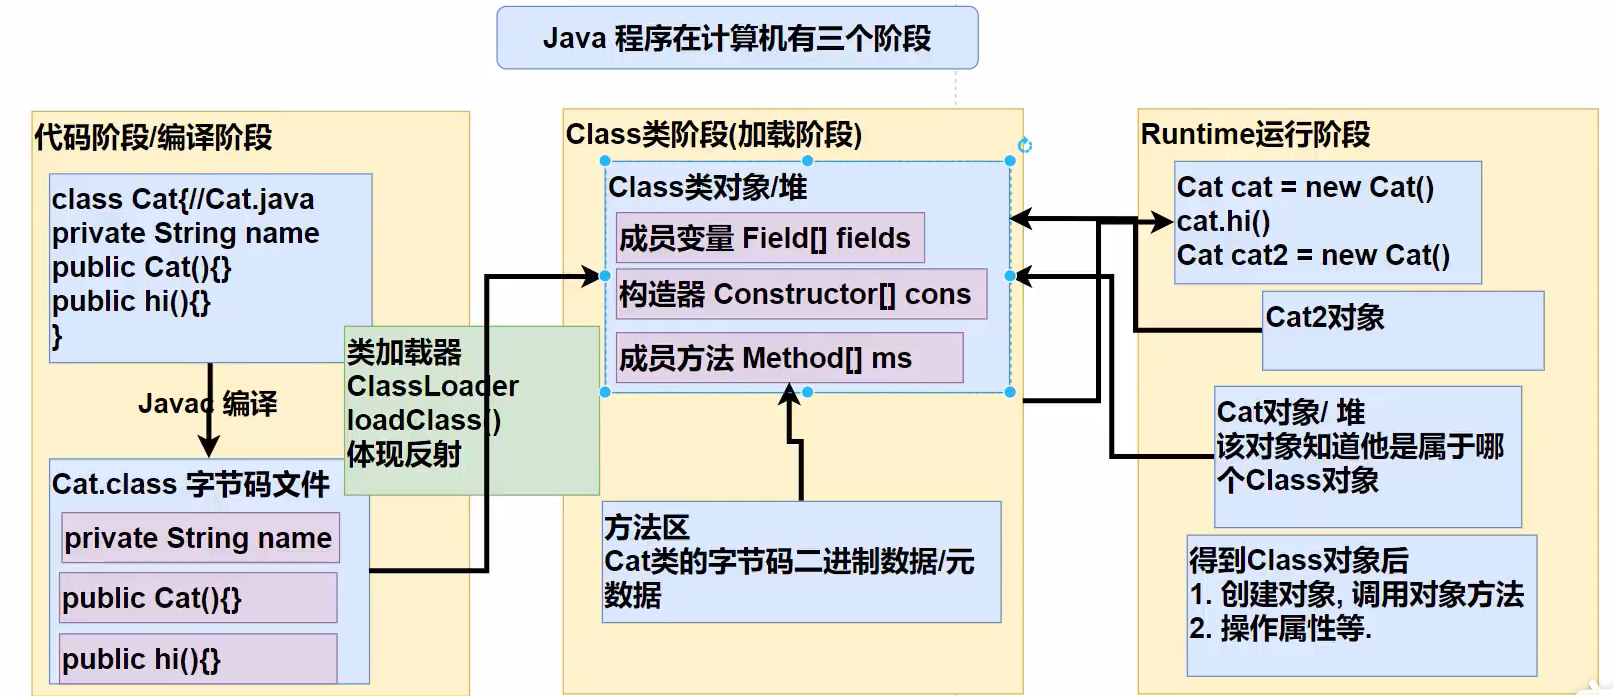 Java 程序在计算机有三个阶段
代码阶段/编译阶段
class Cat{//Cat.java
private String name
public Cat(){}
public hi(){}
}
Javac 编译
类加载器
ClassLoader
loadClass()
体现反射
Cat.class 字节码文件
private String name
public Cat(){}
public hi(){}
Class类阶段(加载阶段)
Class类对象/堆
成员变量 Field[] fields
构造器 Constructor[] cons
成员方法 Method[] ms
方法区
Cat类的字节码二进制数据/元
数据
Runtime运行阶段
Cat cat = new Cat()
cat.hi()
Cat cat2 = new Cat()
Cat2对象
Cat对象/ 堆
该对象知道他是属于哪
个Class对象
得到Class对象后
1. 创建对象, 调用对象方法
2. 操作属性等.